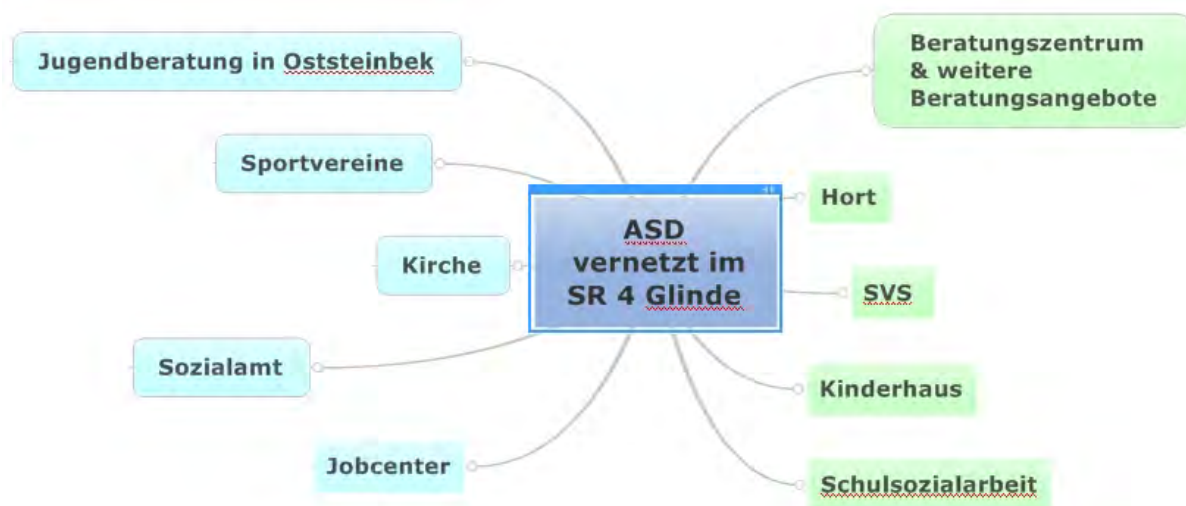 Jugendberatung in Oststeinbek
Sportvereine
Kirche
Sozialamt
Jobcenter
ASD
vernetzt im
SR 4 Glinde
Beratungszentrum
& weitere
Beratungsangebote
Hort
SVS
Kinderhaus
Schulsozialarbeit